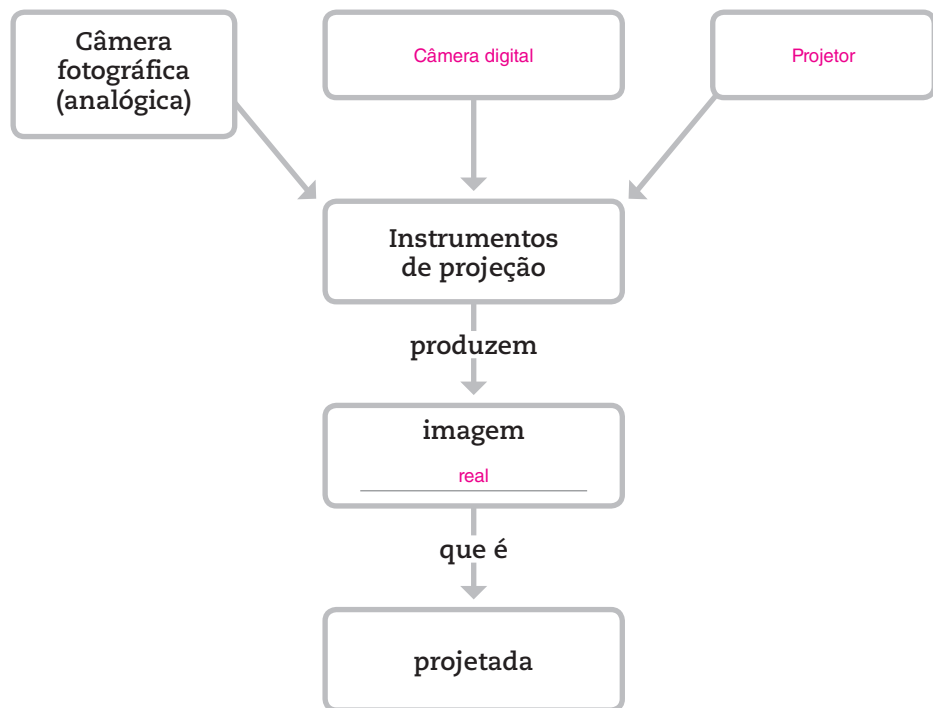 Câmera
fotográfica
(analógica)
Câmera digital
Projetor
Instrumentos
de projeção
produzem
imagem
real
que é
projetada